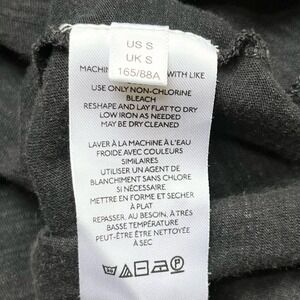 US S
UK S
165/88A
MACHIN WITH LIKE
USE ONLY NON-CHLORINE
BLEACH
RESHAPE AND LAY FLAT TO DRY
LOW IRON AS NEEDED
MAY BE DRY CLEANED
LAVER À LA MACHINE À L'EAU
FROIDE AVEC COULEURS
SIMILAIRES
UTILISER UN AGENT DE
BLANCHIMENT SANS CHLORE
SI NÉCESSAIRE
METTRE EN FORME ET SECHER
À PLAT
REPASSER, AU BESOIN, À TRÈS
BASSE TEMPÉRATURE
PEUT-ÊTRE ÊTRE NETTOYÉE
À SEC